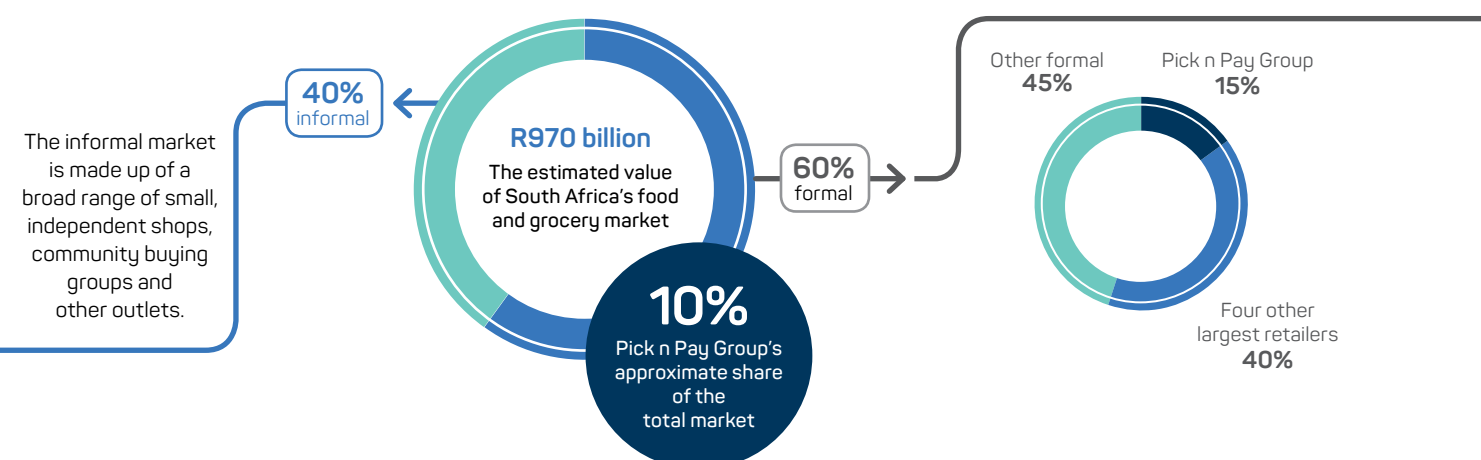 The informal market
is made up of a
broad range of small,
independent shops,
community buying
groups and
other outlets.
40%
informal
R970 billion
The estimated value
of South Africa's food
and grocery market
10%
Pick n Pay Group's
approximate share
of the
total market
60%
formal
Other formal
45%
Pick n Pay Group
15%
Four other
largest retailers
40%